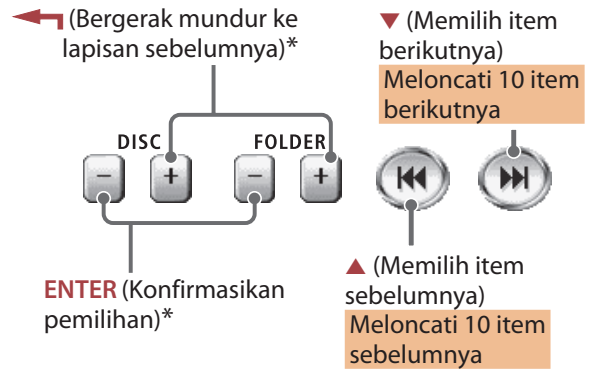 (Bergerak mundur ke
lapisan sebelumnya)*
▼ (Memilih item
berikutnya)
Meloncati 10 item
berikutnya
DISC
FOLDER
− + − +
ENTER (Konfirmasikan
pemilihan)*
▲ (Memilih item
sebelumnya)
Meloncati 10 item
sebelumnya